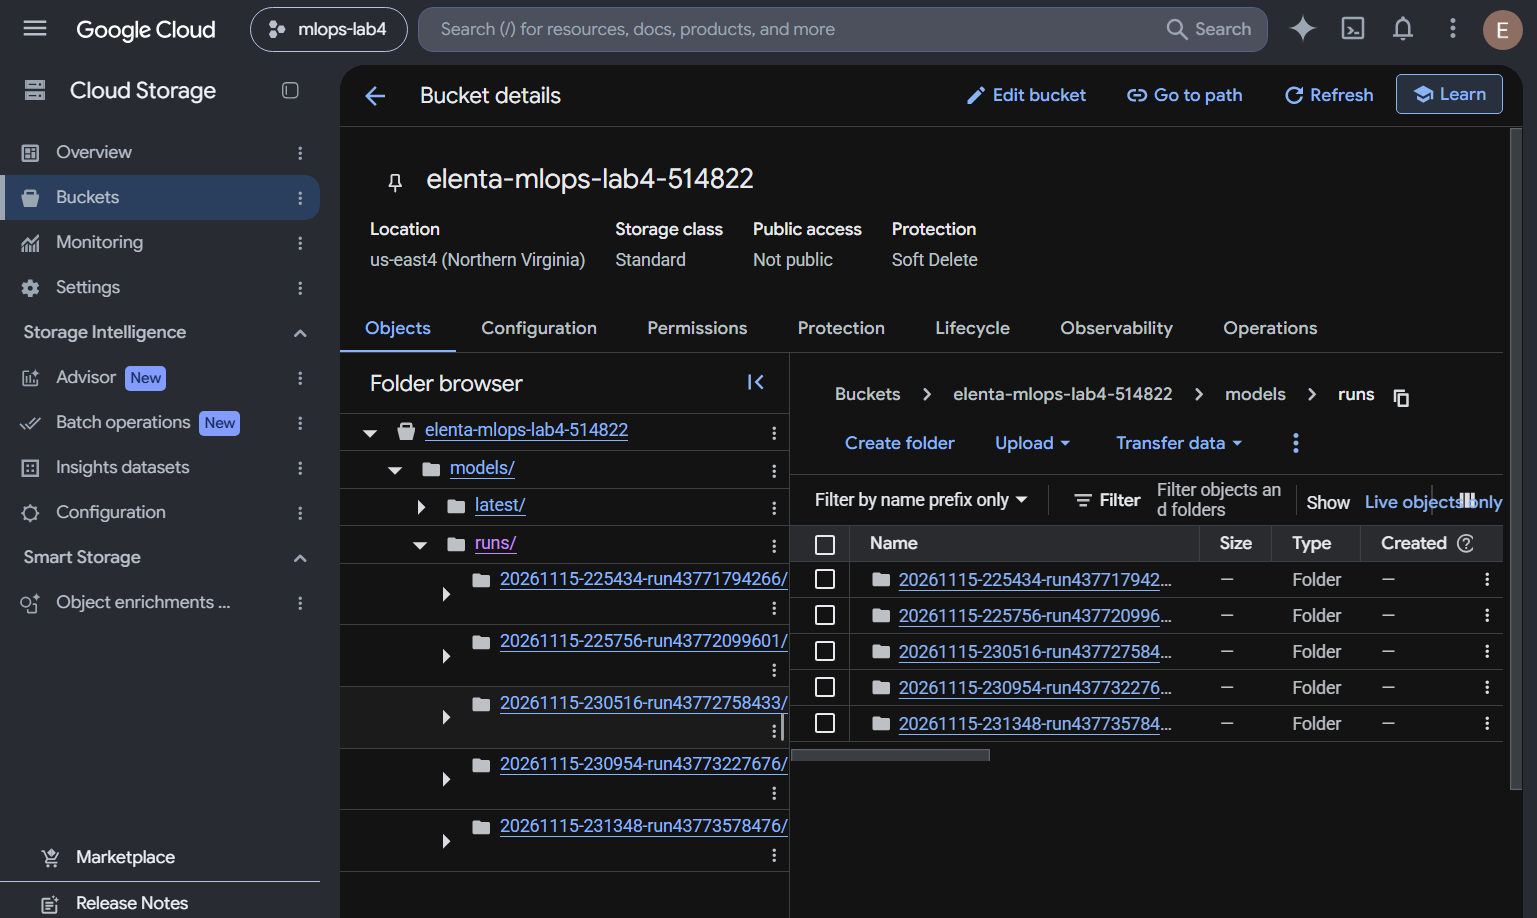 Google Cloud
mlops-lab4
Search (/) for resources, docs, products, and more
Search
E
Cloud Storage
Overview
Buckets
Monitoring
Settings
Storage Intelligence
Advisor New
Batch operations New
Insights datasets
Configuration
Smart Storage
Object enrichments ...
Marketplace
Release Notes
Bucket details
Edit bucket
Go to path
Refresh
Learn
elenta-mlops-lab4-514822
Location Storage class Public access Protection
us-east4 (Northern Virginia) Standard Not public Soft Delete
Objects Configuration Permissions Protection Lifecycle Observability Operations
Folder browser
elenta-mlops-lab4-514822
models/
latest/
runs/
20261115-225434-run43771794266/
20261115-225756-run43772099601/
20261115-230516-run43772758433/
20261115-230954-run43773227676/
20261115-231348-run43773578476/
Buckets > elenta-mlops-lab4-514822 > models > runs
Create folder Upload Transfer data
Filter by name prefix only Filter Filter objects an
d folders
Show Live objects only
Name Size Type Created
20261115-225434-run437717942... — Folder —
20261115-225756-run437720996... — Folder —
20261115-230516-run437727584... — Folder —
20261115-230954-run437732276... — Folder —
20261115-231348-run437735784... — Folder —